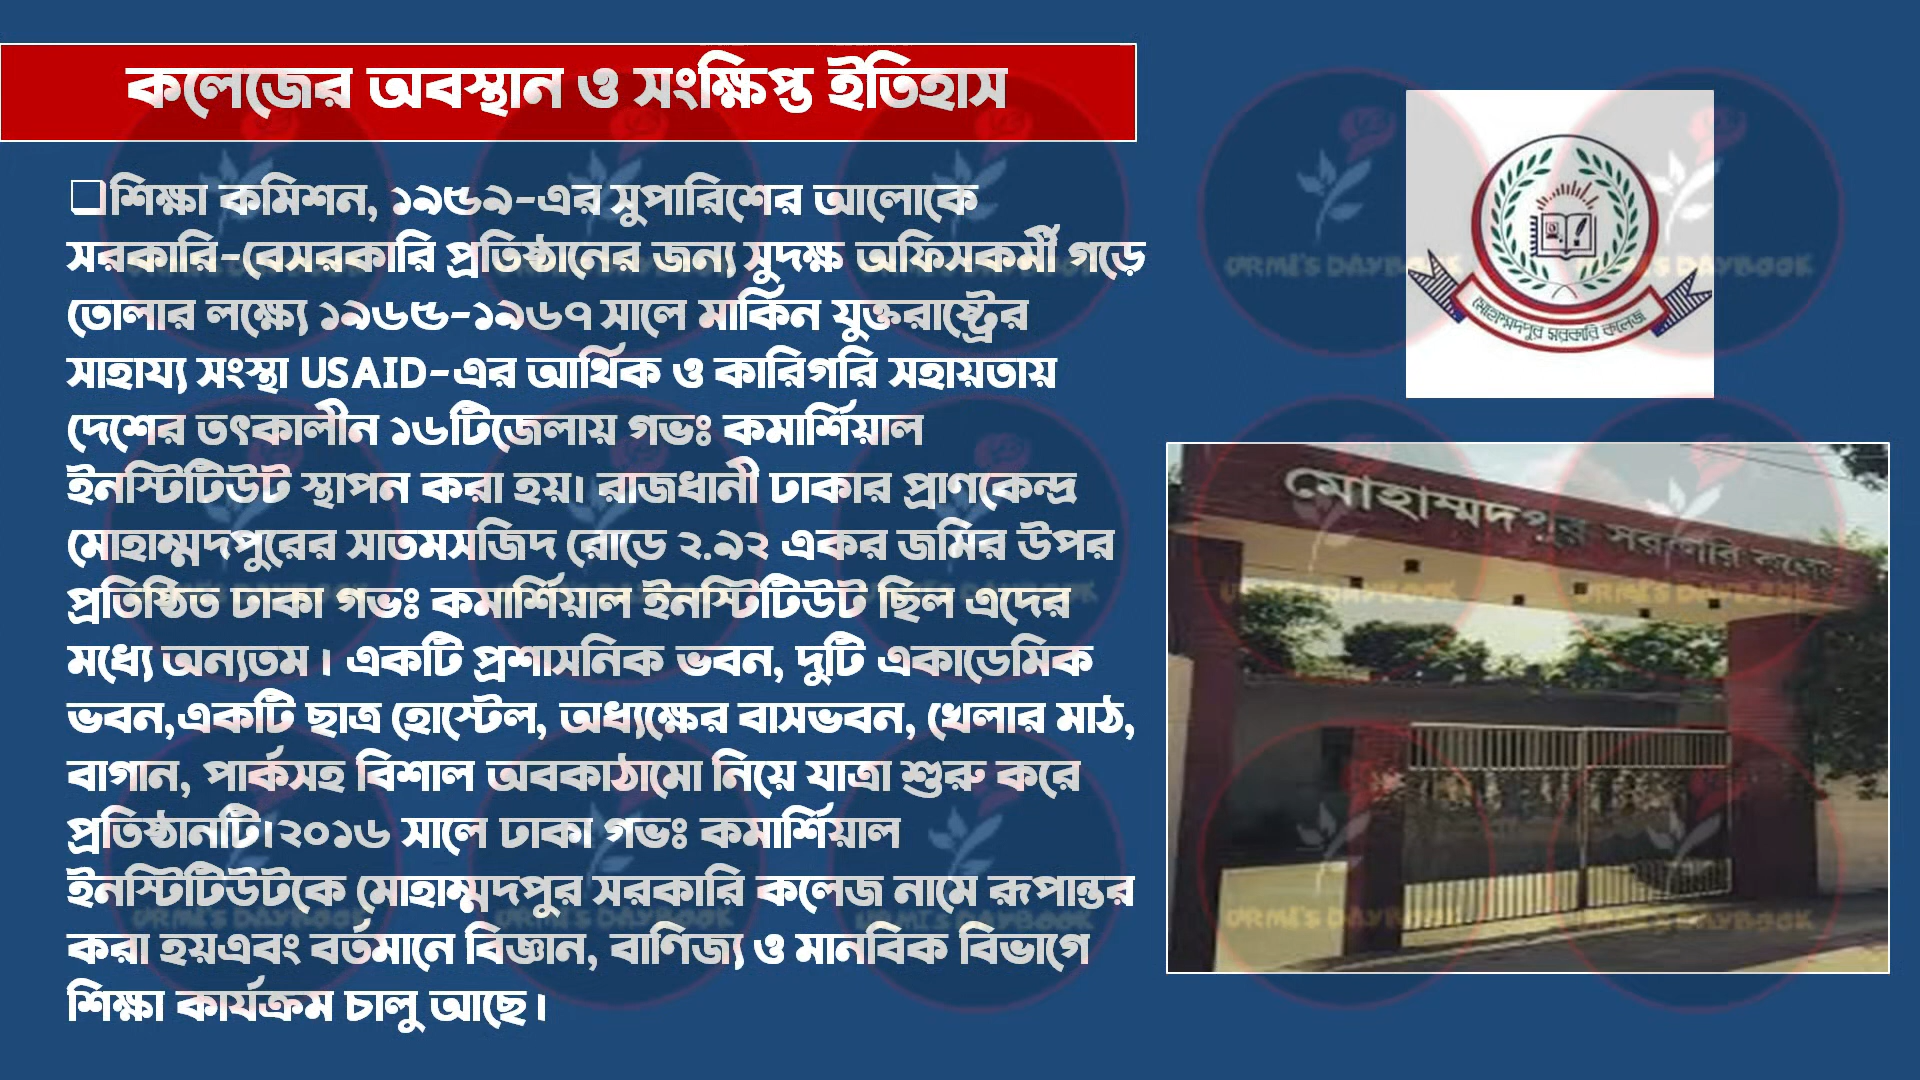 কলেজের অবস্থান ও সংক্ষিপ্ত ইতিহাস
❑শিক্ষা কমিশন, ১৯৫৯-এর সুপারিশের আলোকে
সরকারি-বেসরকারি প্রতিষ্ঠানের জন্য সুদক্ষ অফিসকর্মী গড়ে
তোলার লক্ষ্যে ১৯৬৫-১৯৬৭ সালে মার্কিন যুক্তরাষ্ট্রের
সাহায্য সংস্থা USAID-এর আর্থিক ও কারিগরি সহায়তায়
দেশের তৎকালীন ১৬টিজেলায় গভঃ কমার্শিয়াল
ইনস্টিটিউট স্থাপন করা হয়। রাজধানী ঢাকার প্রাণকেন্দ্র
মোহাম্মদপুরের সাতমসজিদ রোডে ২.৯২ একর জমির উপর
প্রতিষ্ঠিত ঢাকা গভঃ কমার্শিয়াল ইনস্টিটিউট ছিল এদের
মধ্যে অন্যতম। একটি প্রশাসনিক ভবন, দুটি একাডেমিক
ভবন,একটি ছাত্র হোস্টেল, অধ্যক্ষের বাসভবন, খেলার মাঠ,
বাগান, পার্কসহ বিশাল অবকাঠামো নিয়ে যাত্রা শুরু করে
প্রতিষ্ঠানটি।২০১৬ সালে ঢাকা গভঃ কমার্শিয়াল
ইনস্টিটিউটকে মোহাম্মদপুর সরকারি কলেজ নামে রূপান্তর
করা হয়এবং বর্তমানে বিজ্ঞান, বাণিজ্য ও মানবিক বিভাগে
শিক্ষা কার্যক্রম চালু আছে।
মোহাম্মদপুর সরকারি কলেজ
মোহাম্মদপুর সরকারি কলেজ
URMI'S DAYBOOK